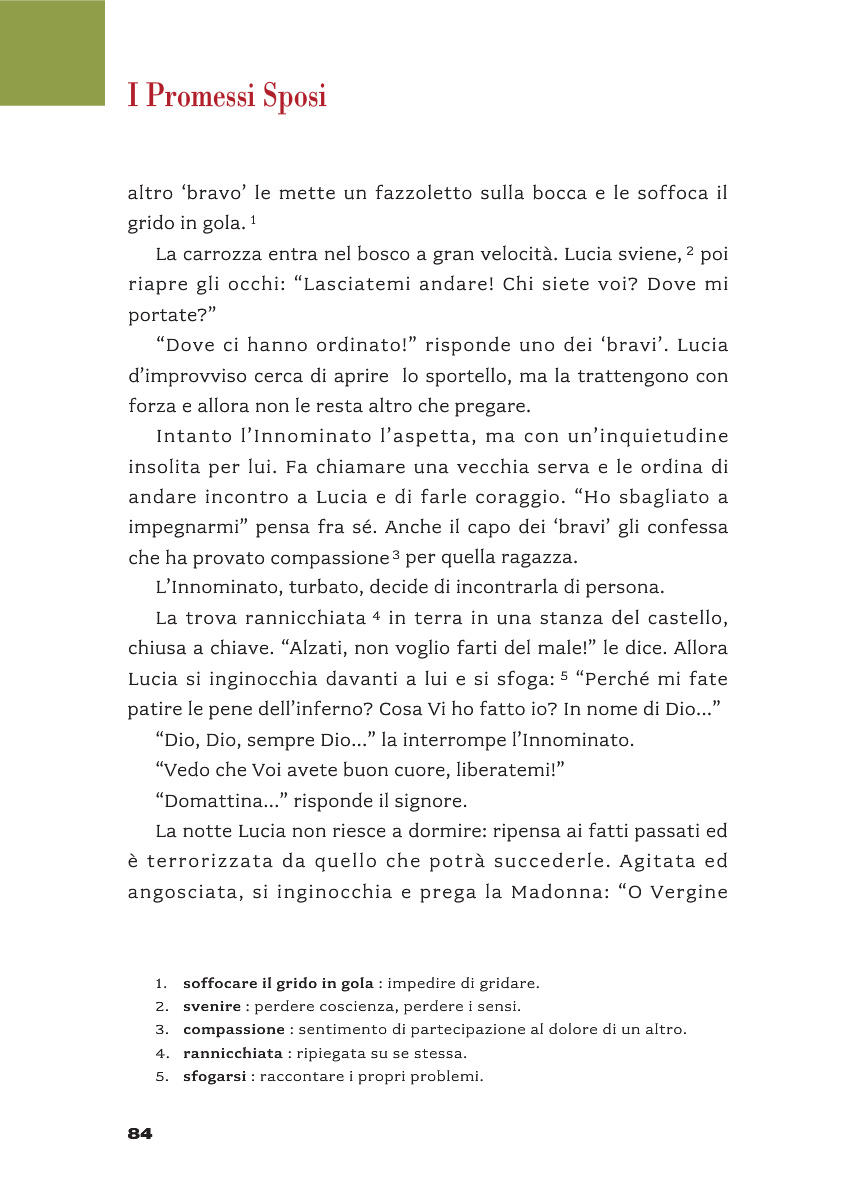 I Promessi Sposi
altro ‘bravo’ le mette un fazzoletto sulla bocca e le soffoca il
grido in gola. 1
La carrozza entra nel bosco a gran velocità. Lucia sviene, 2 poi
riapre gli occhi: “Lasciatemi andare! Chi siete voi? Dove mi
portate?”
“Dove ci hanno ordinato!” risponde uno dei ‘bravi’. Lucia
d’improvviso cerca di aprire lo sportello, ma la trattengono con
forza e allora non le resta altro che pregare.
Intanto l’Innominato l’aspetta, ma con un’inquietudine
insolita per lui. Fa chiamare una vecchia serva e le ordina di
andare incontro a Lucia e di farle coraggio. “Ho sbagliato a
impegnarmi” pensa fra sé. Anche il capo dei ‘bravi’ gli confessa
che ha provato compassione 3 per quella ragazza.
L’Innominato, turbato, decide di incontrarla di persona.
La trova rannicchiata 4 in terra in una stanza del castello,
chiusa a chiave. “Alzati, non voglio farti del male!” le dice. Allora
Lucia si inginocchia davanti a lui e si sfoga: 5 “Perché mi fate
patire le pene dell’inferno? Cosa Vi ho fatto io? In nome di Dio...”
“Dio, Dio, sempre Dio...” la interrompe l’Innominato.
“Vedo che Voi avete buon cuore, liberatemi!”
“Domattina...” risponde il signore.
La notte Lucia non riesce a dormire: ripensa ai fatti passati ed
è terrorizzata da quello che potrà succederle. Agitata ed
angosciata, si inginocchia e prega la Madonna: “O Vergine
1. soffocare il grido in gola : impedire di gridare.
2. svenire : perdere coscienza, perdere i sensi.
3. compassione : sentimento di partecipazione al dolore di un altro.
4. rannicchiata : ripiegata su se stessa.
5. sfogarsi : raccontare i propri problemi.
84